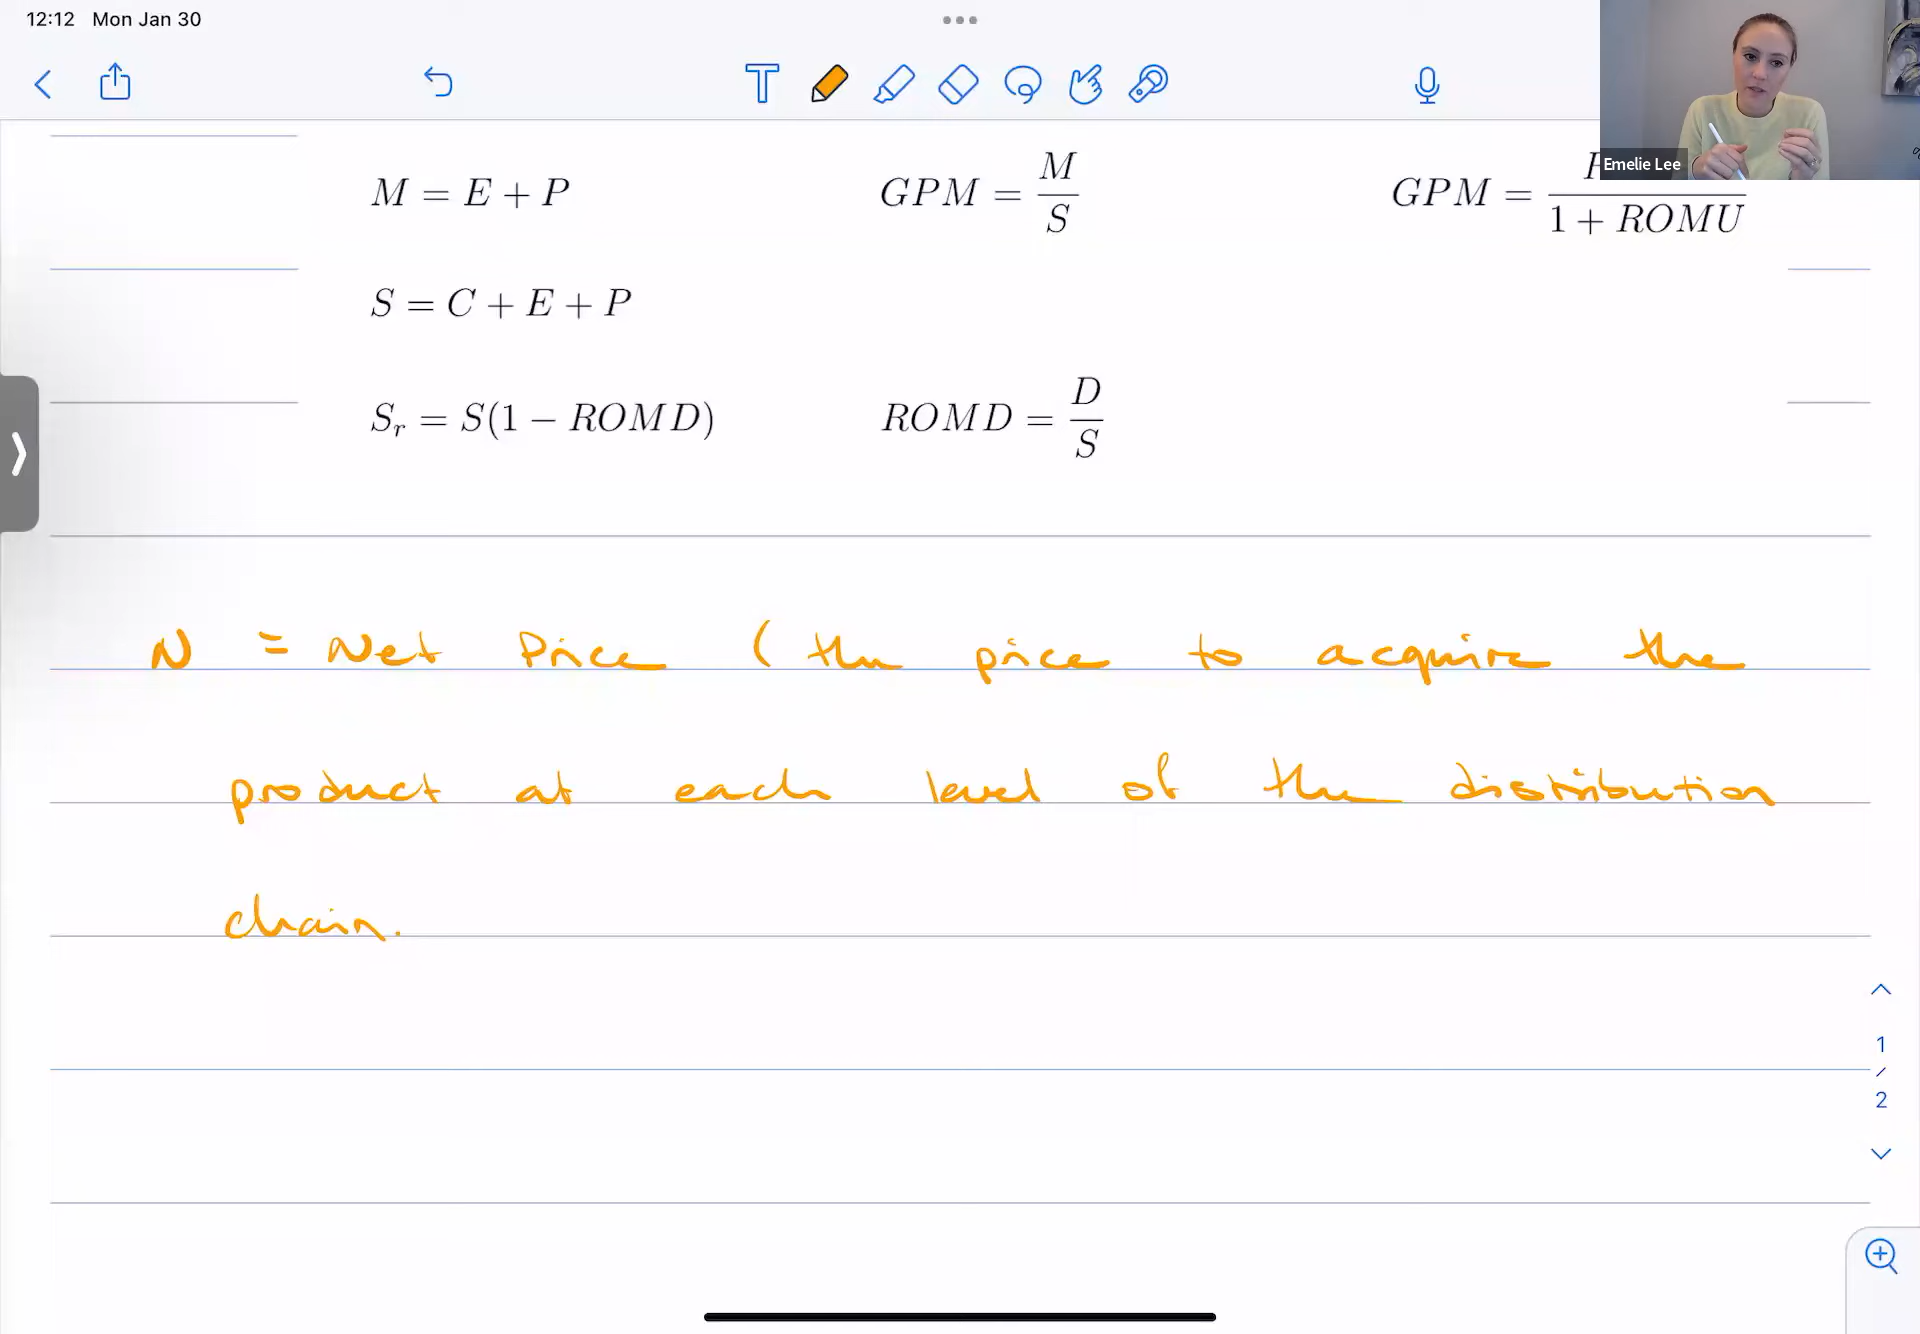 12:12 Mon Jan 30
Emelie Lee
M = E + P
GPM = M/S
GPM = /(1 + ROMU)
S = C + E + P
S_r = S(1 − ROMD)
ROMD = D/S
N = Net Price ( the price to acquire the
product at each level of the distribution
chain.
1
/
2